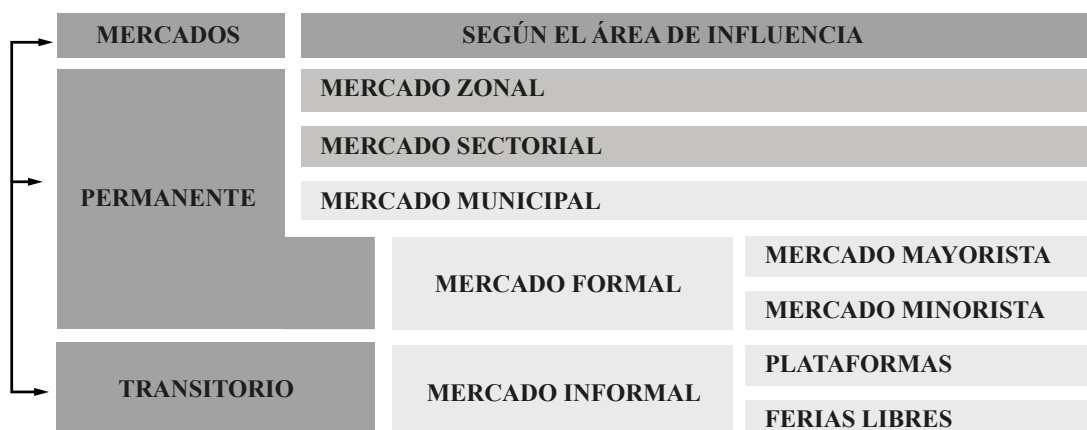 MERCADOS
SEGÚN EL ÁREA DE INFLUENCIA
PERMANENTE
MERCADO ZONAL
MERCADO SECTORIAL
MERCADO MUNICIPAL
MERCADO FORMAL
MERCADO MAYORISTA
MERCADO MINORISTA
TRANSITORIO
MERCADO INFORMAL
PLATAFORMAS
FERIAS LIBRES